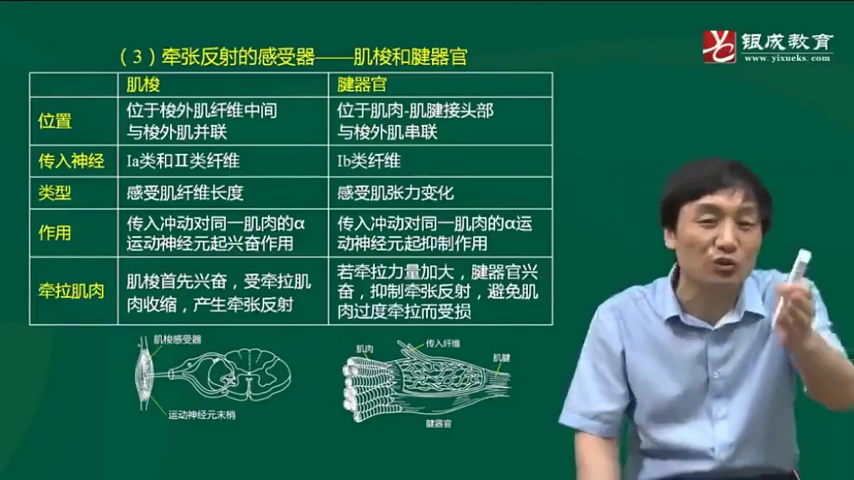 （3）牵张反射的感受器——肌梭和腱器官
银成教育
www.yixueks.com
肌梭 腱器官
位置 位于梭外肌纤维中间 位于肌肉-肌腱接头部
与梭外肌并联 与梭外肌串联
传入神经 Ia类和Ⅱ类纤维 Ib类纤维
类型 感受肌纤维长度 感受肌张力变化
作用 传入冲动对同一肌肉的α 传入冲动对同一肌肉的α运
运动神经元起兴奋作用 动神经元起抑制作用
牵拉肌肉 肌梭首先兴奋，受牵拉肌 若牵拉力量加大，腱器官兴
肉收缩，产生牵张反射 奋，抑制牵张反射，避免肌
肉过度牵拉而受损
肌梭感受器
运动神经元末梢
肌肉
传入纤维
肌腱
腱器官